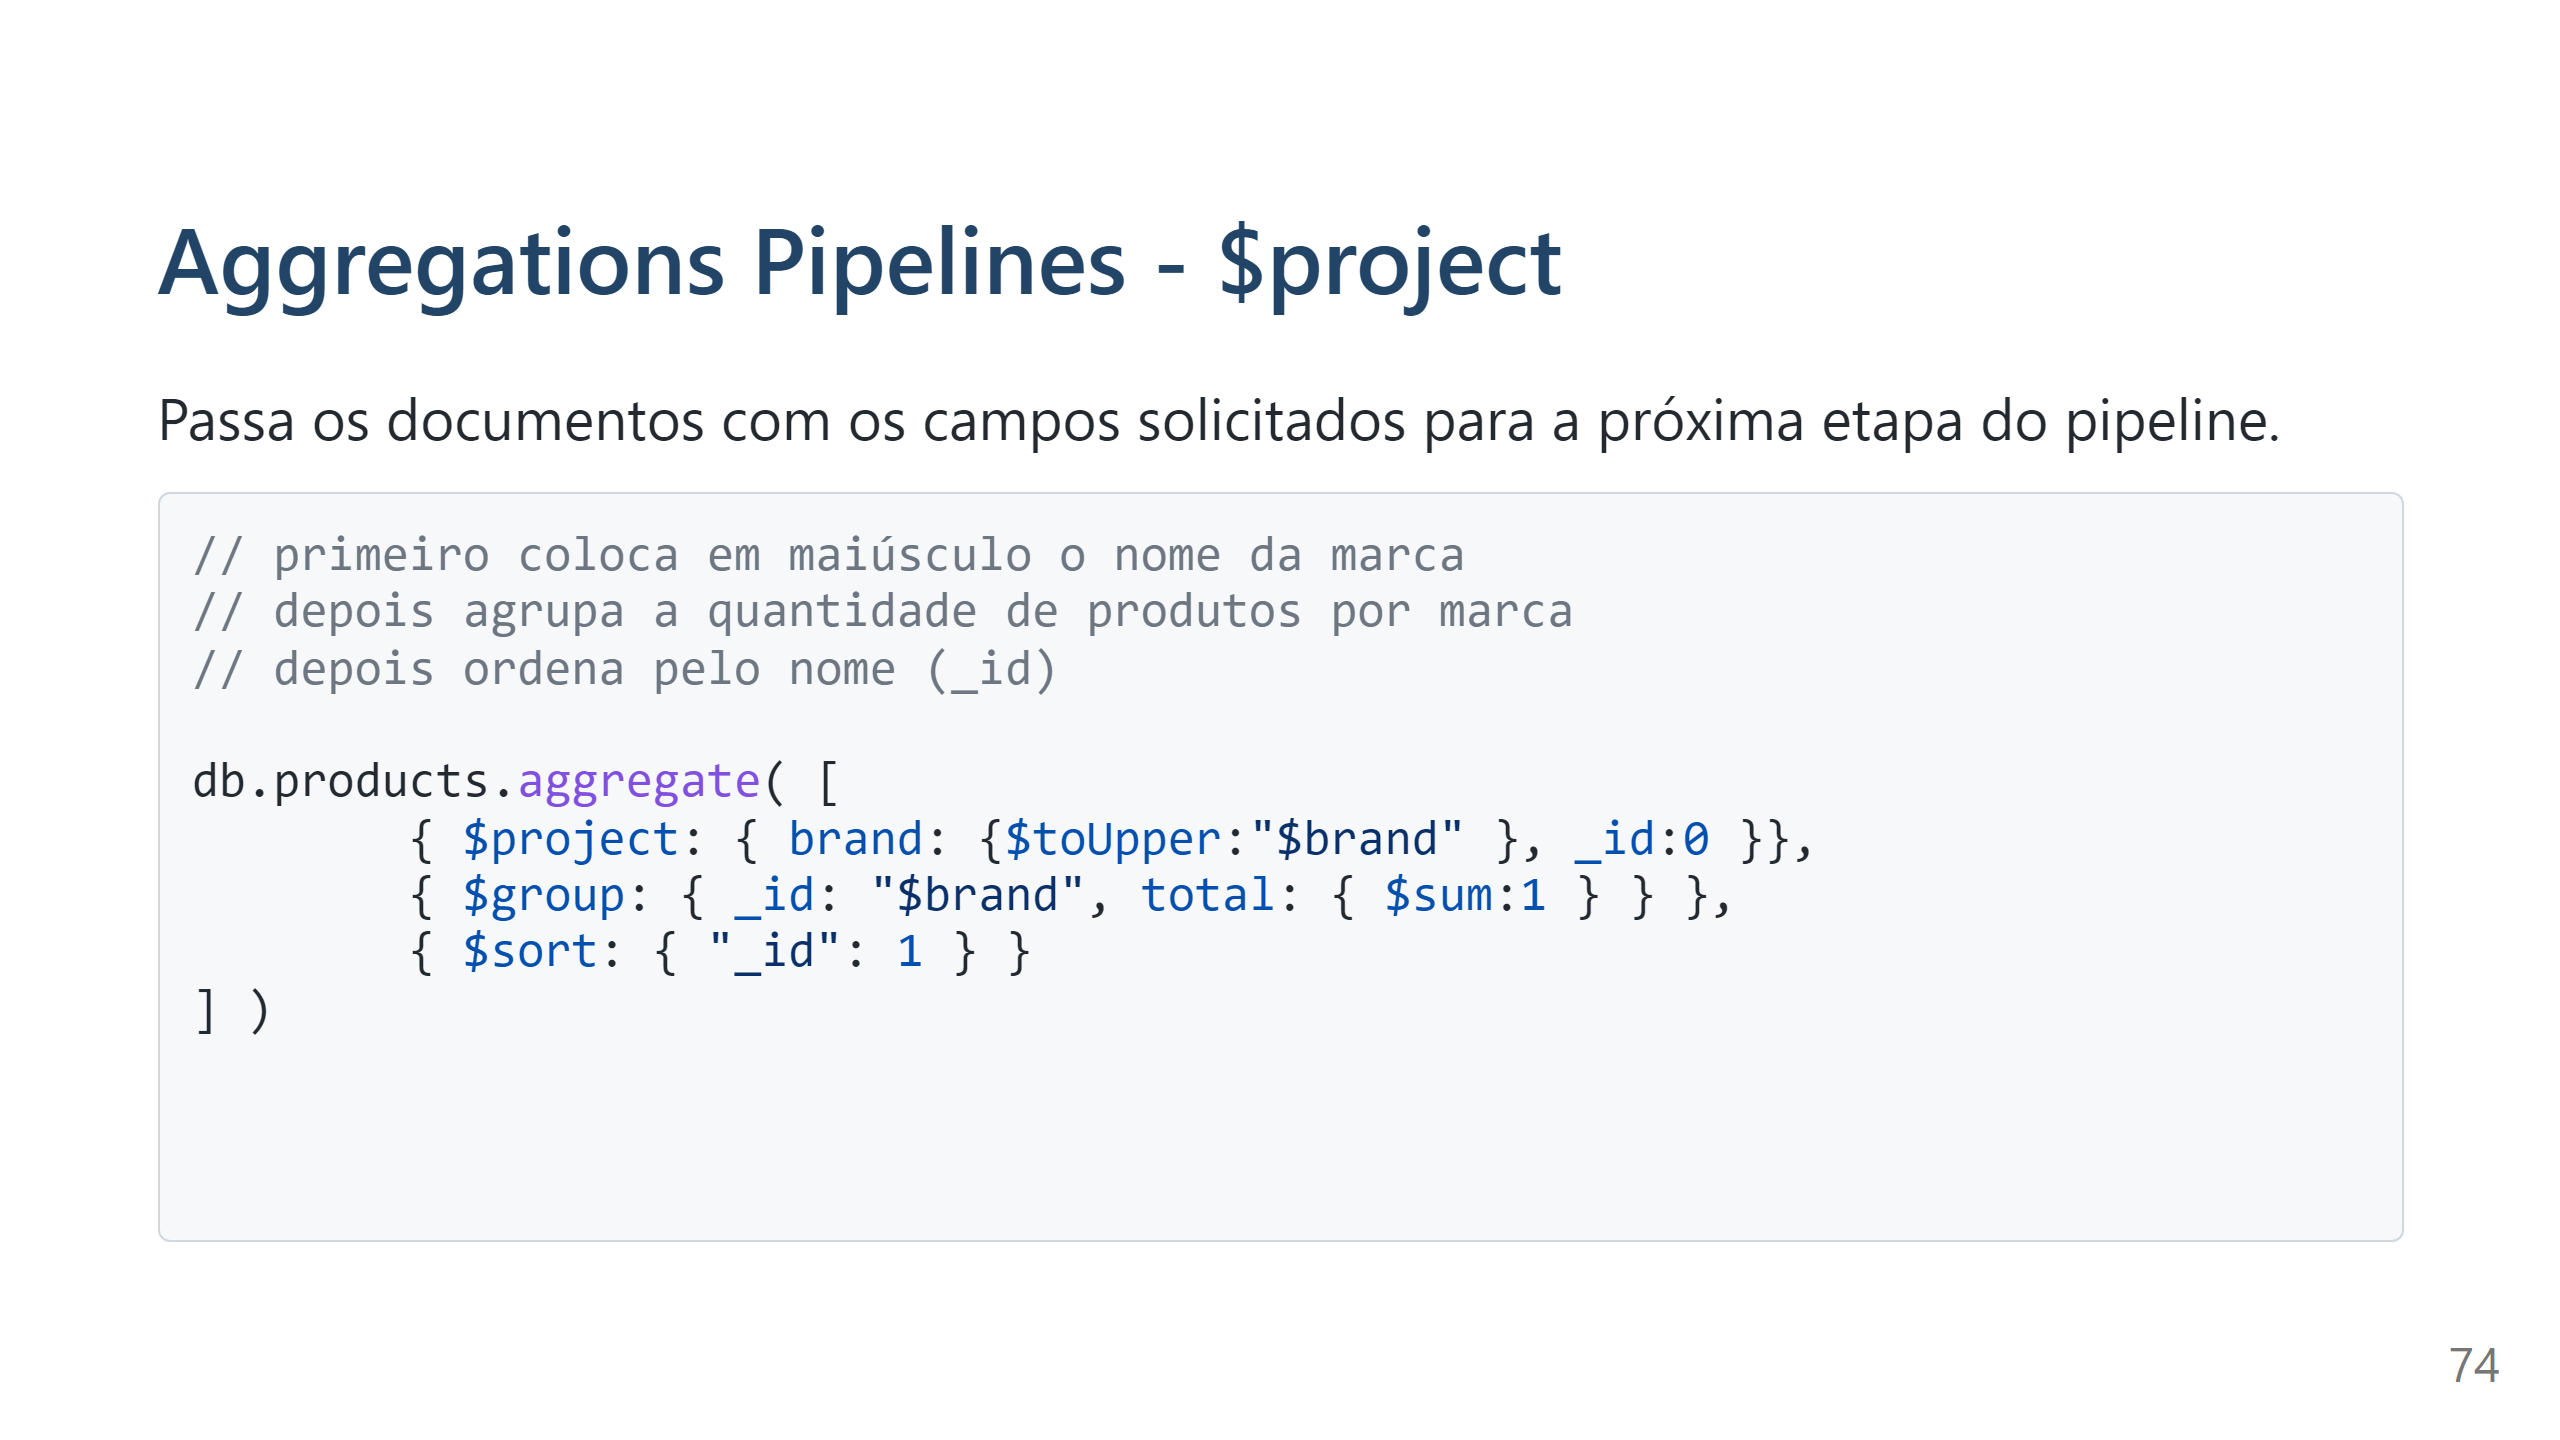 Aggregations Pipelines - $project
Passa os documentos com os campos solicitados para a próxima etapa do pipeline.
// primeiro coloca em maiúsculo o nome da marca
// depois agrupa a quantidade de produtos por marca
// depois ordena pelo nome (_id)
db.products.aggregate( [
        { $project: { brand: {$toUpper:"$brand" }, _id:0 }},
        { $group: { _id: "$brand", total: { $sum:1 } } },
        { $sort: { "_id": 1 } }
] )
74